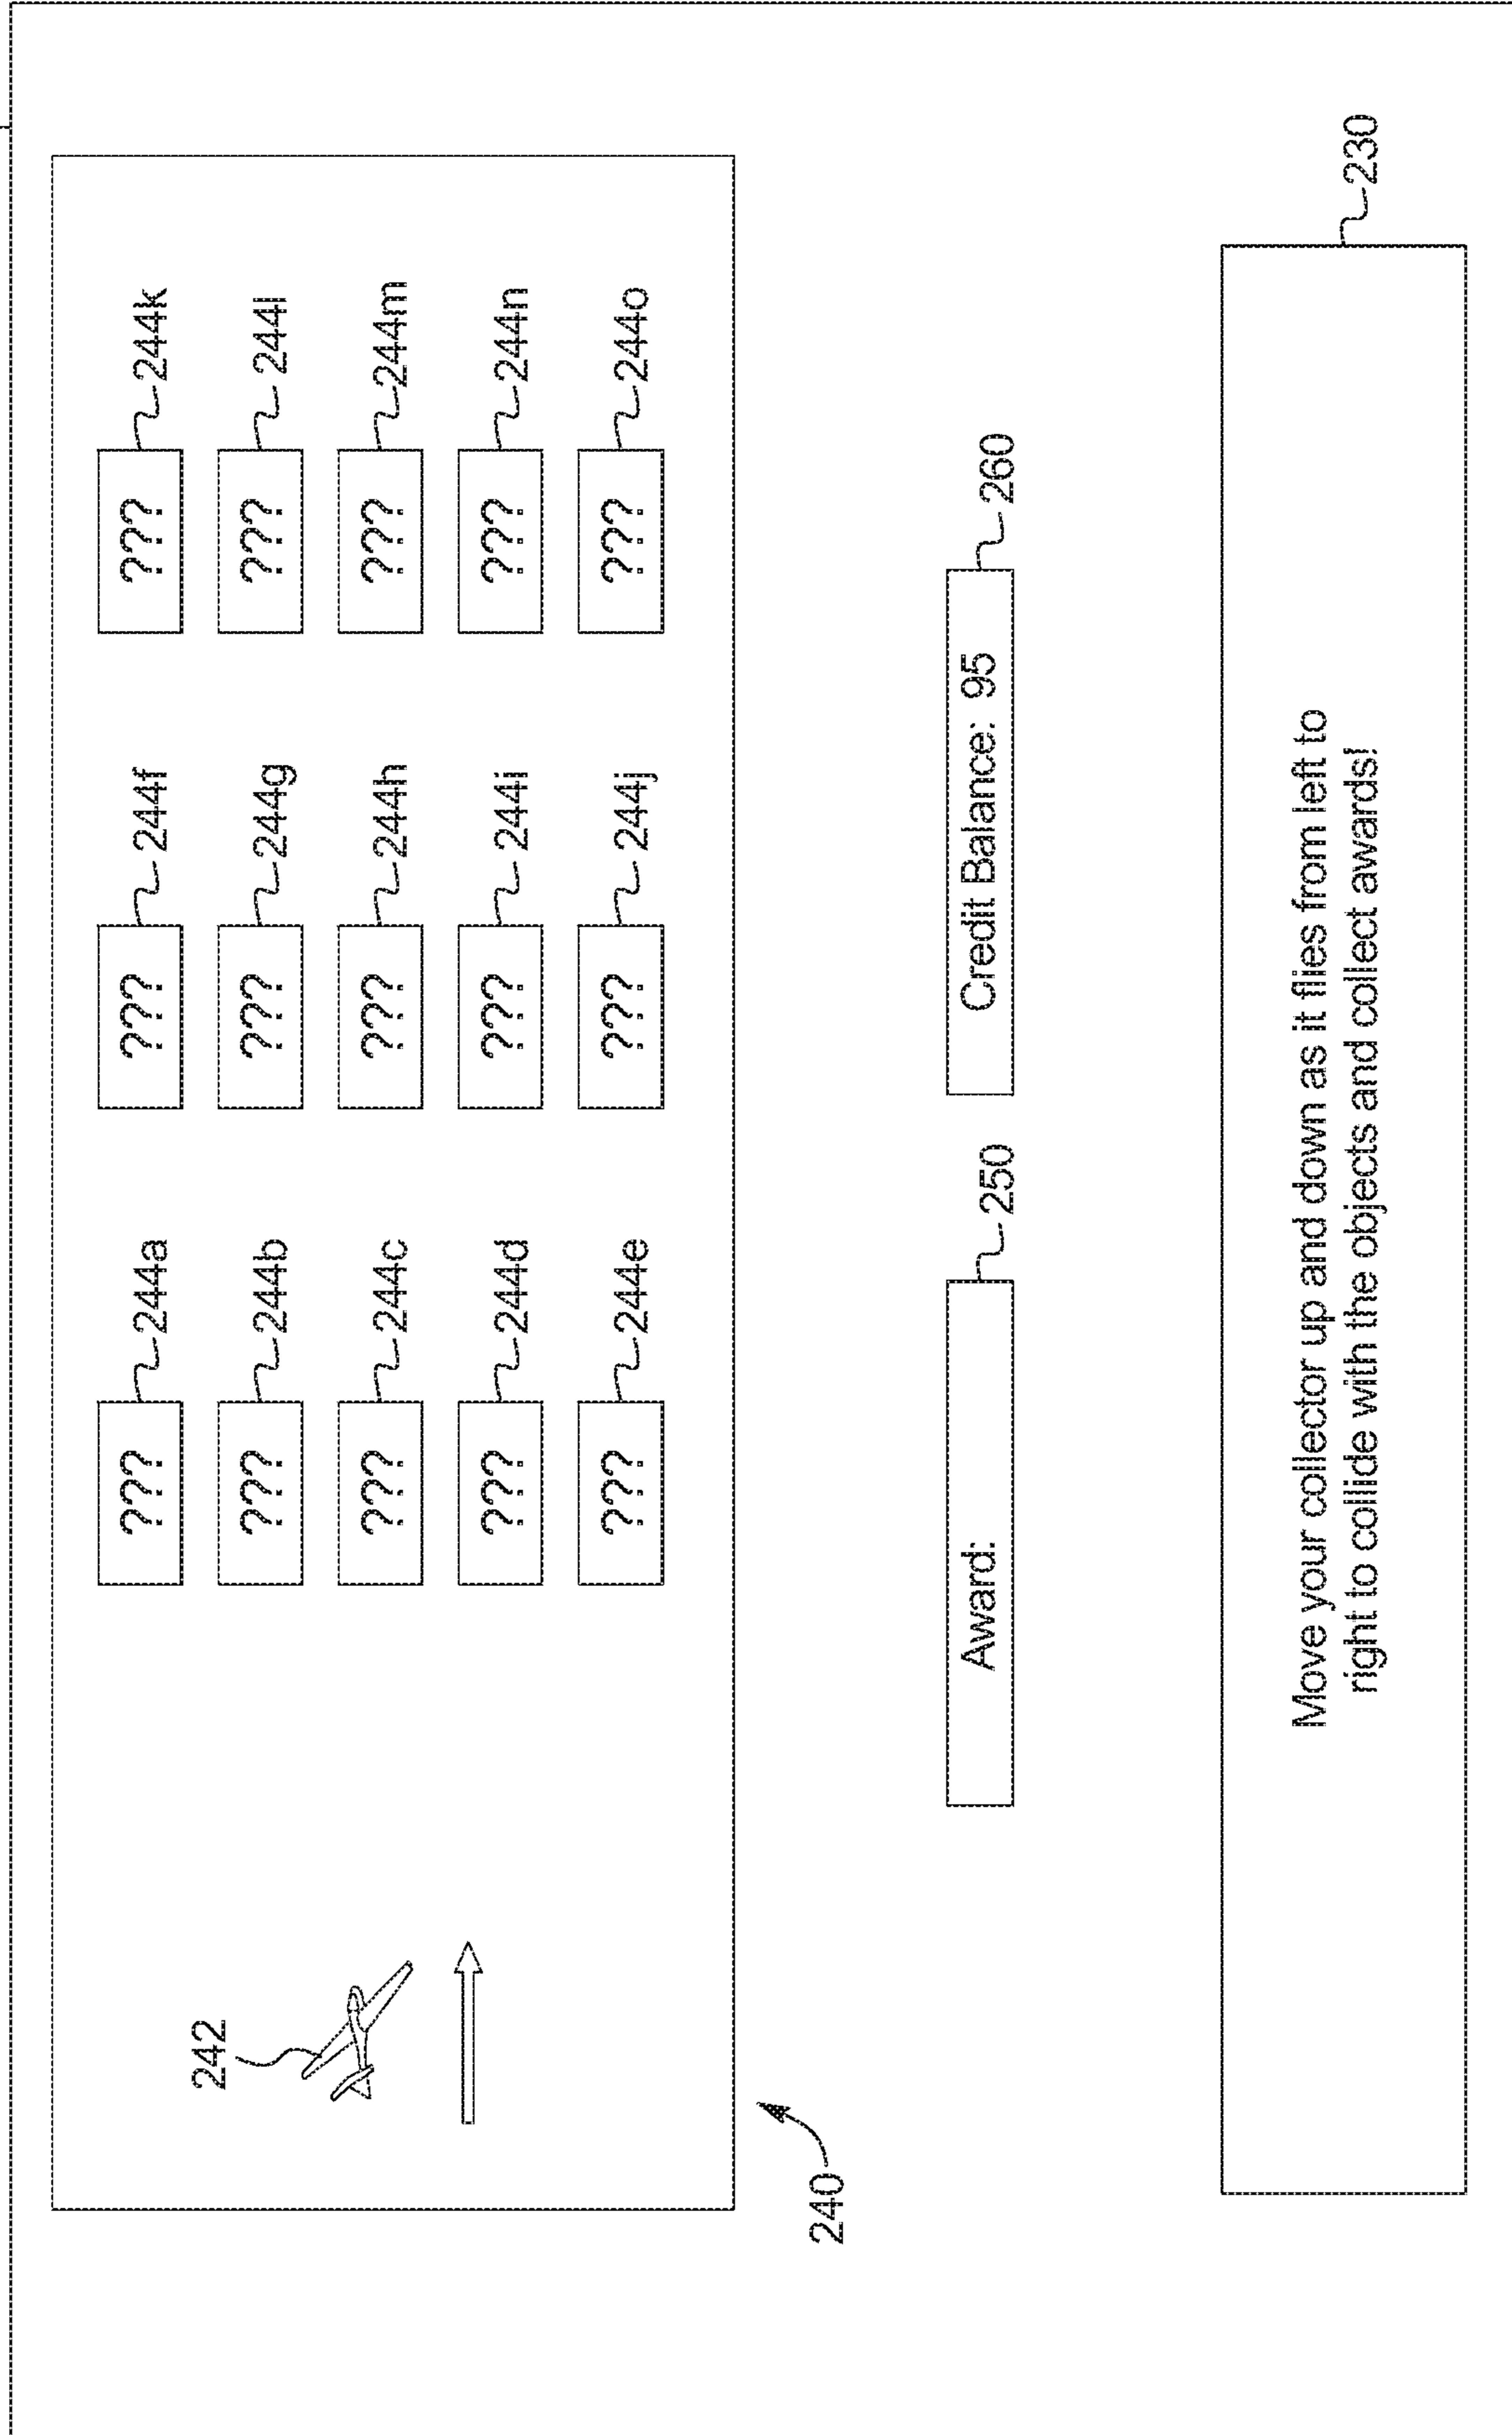 ??? 244a
??? 244f
??? 244k
??? 244b
??? 244g
??? 244l
242
??? 244c
??? 244h
??? 244m
??? 244d
??? 244i
??? 244n
??? 244e
??? 244j
??? 244o
240
Award: 250
Credit Balance: 95 260
Move your collector up and down as it flies from left to
right to collide with the objects and collect awards!
230